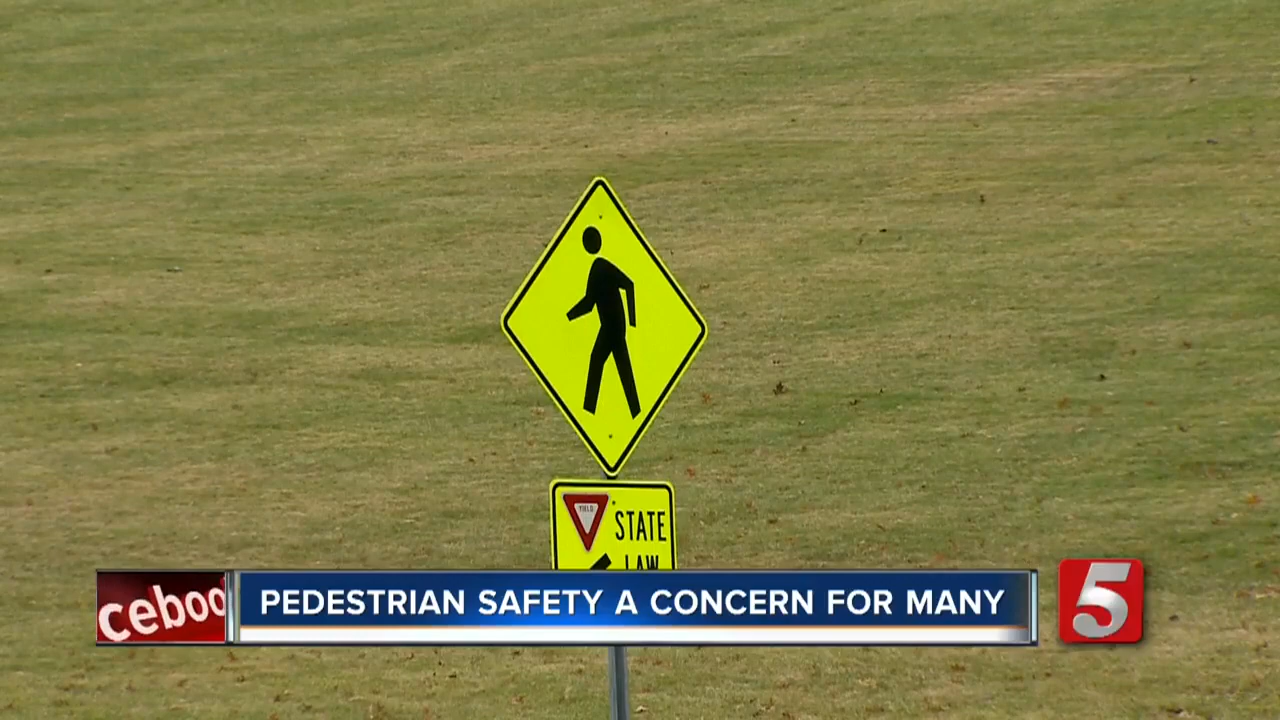 YIELD
STATE
LAW
ceboo
PEDESTRIAN SAFETY A CONCERN FOR MANY
5